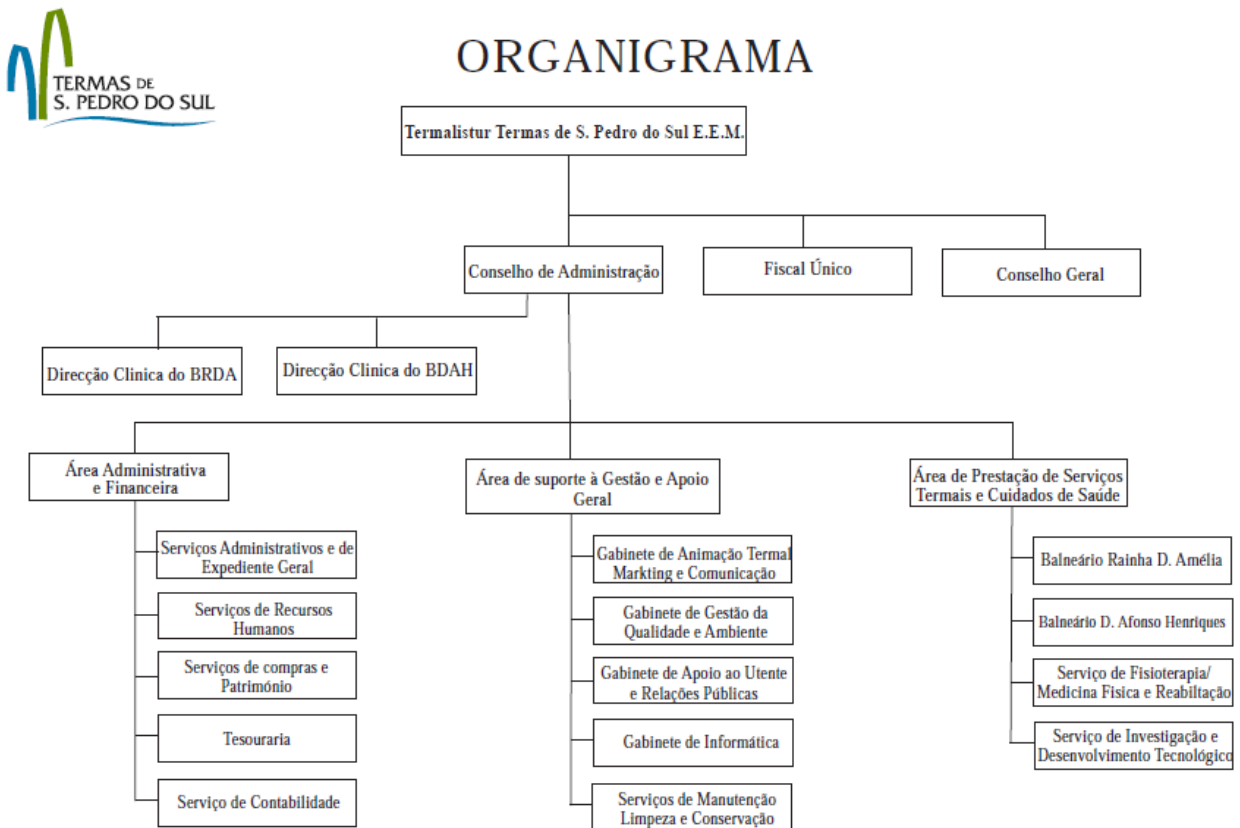 TERMAS DE
S. PEDRO DO SUL
ORGANIGRAMA
Termalistur Termas de S. Pedro do Sul E.E.M.
Conselho de Administração
Fiscal Único
Conselho Geral
Direcção Clinica do BRDA
Direcção Clinica do BDAH
Área Administrativa
e Financeira
Serviços Administrativos e de
Expediente Geral
Serviços de Recursos
Humanos
Serviços de compras e
Património
Tesouraria
Serviço de Contabilidade
Área de suporte à Gestão e Apoio
Geral
Gabinete de Animação Termal
Markting e Comunicação
Gabinete de Gestão da
Qualidade e Ambiente
Gabinete de Apoio ao Utente
e Relações Públicas
Gabinete de Informática
Serviços de Manutenção
Limpeza e Conservação
Área de Prestação de Serviços
Termais e Cuidados de Saúde
Balneário Rainha D. Amélia
Balneário D. Afonso Henriques
Serviço de Fisioterapia/
Medicina Fisica e Reabiltação
Serviço de Investigação e
Desenvolvimento Tecnológico